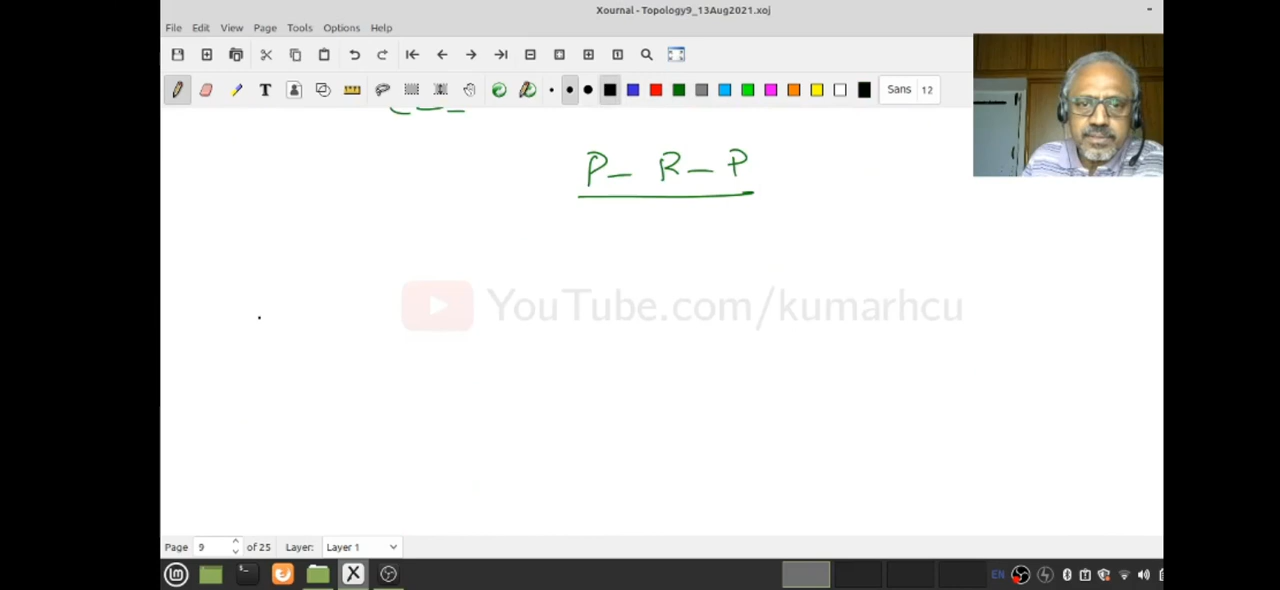 Xournal - Topology9_13Aug2021.xoj
File Edit View Page Tools Options Help
Sans 12
P- R-P
YouTube.com/kumarhcu
Page 9 of 25 Layer: Layer 1
EN